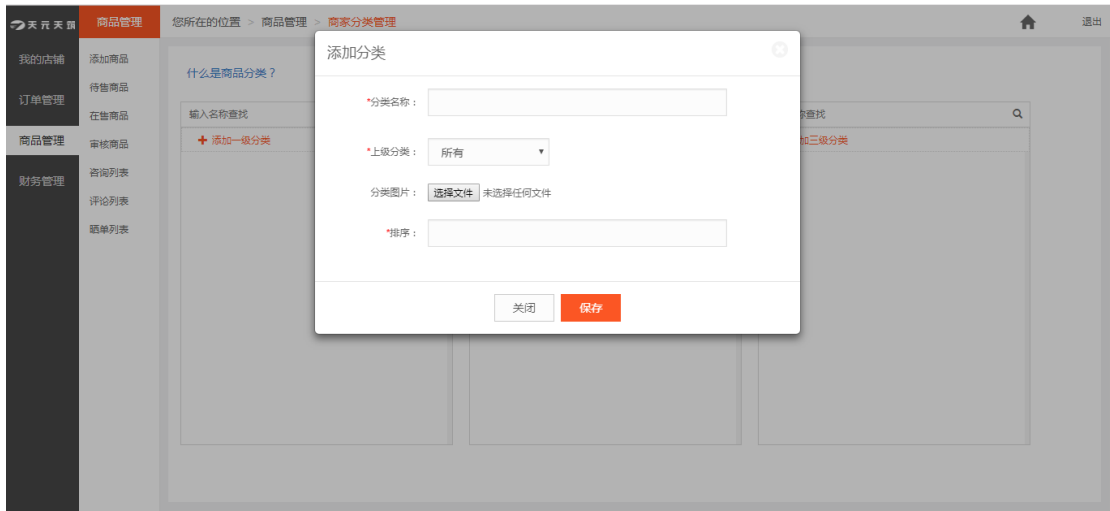 天元天颐 商品管理 您所在的位置 > 商品管理 > 商家分类管理 退出
我的店铺
订单管理
商品管理
财务管理
添加商品
待售商品
在售商品
审核商品
咨询列表
评论列表
晒单列表
什么是商品分类？
输入名称查找
+ 添加一级分类
称查找
加三级分类
添加分类
*分类名称：
*上级分类： 所有
分类图片： 选择文件 未选择任何文件
*排序：
关闭 保存